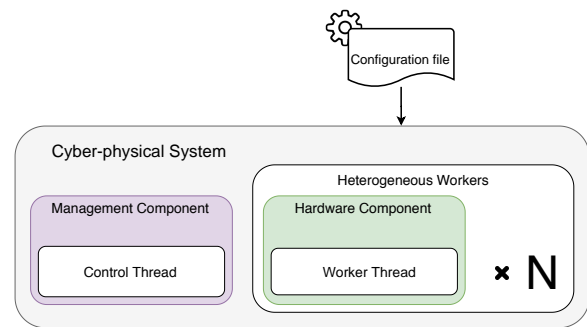 Configuration file
Cyber-physical System
Heterogeneous Workers
Management Component
Hardware Component
Control Thread
Worker Thread
× N